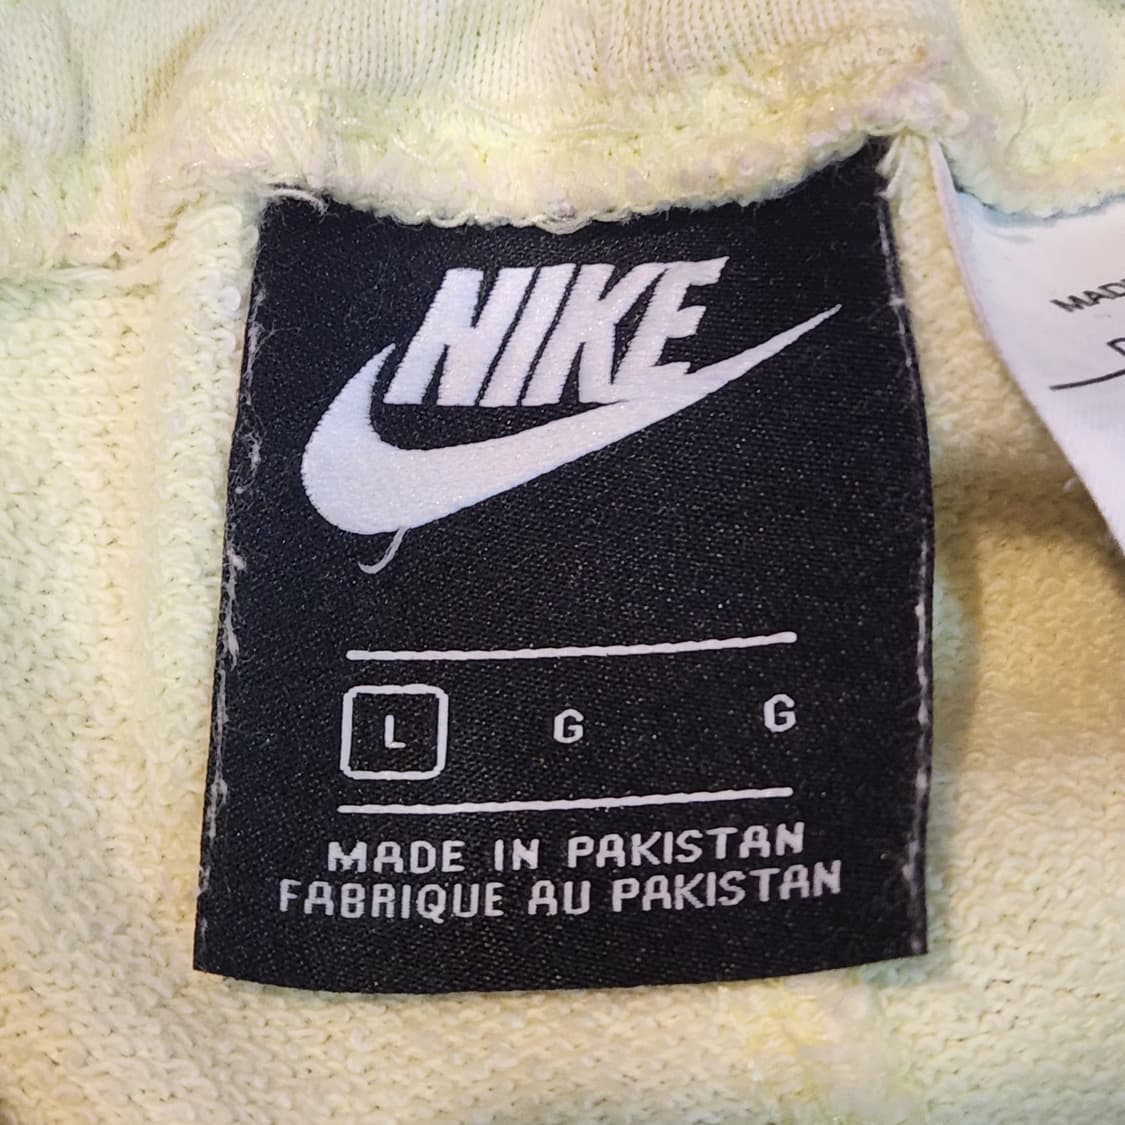 NIKE
L G G
MADE IN PAKISTAN
FABRIQUE AU PAKISTAN